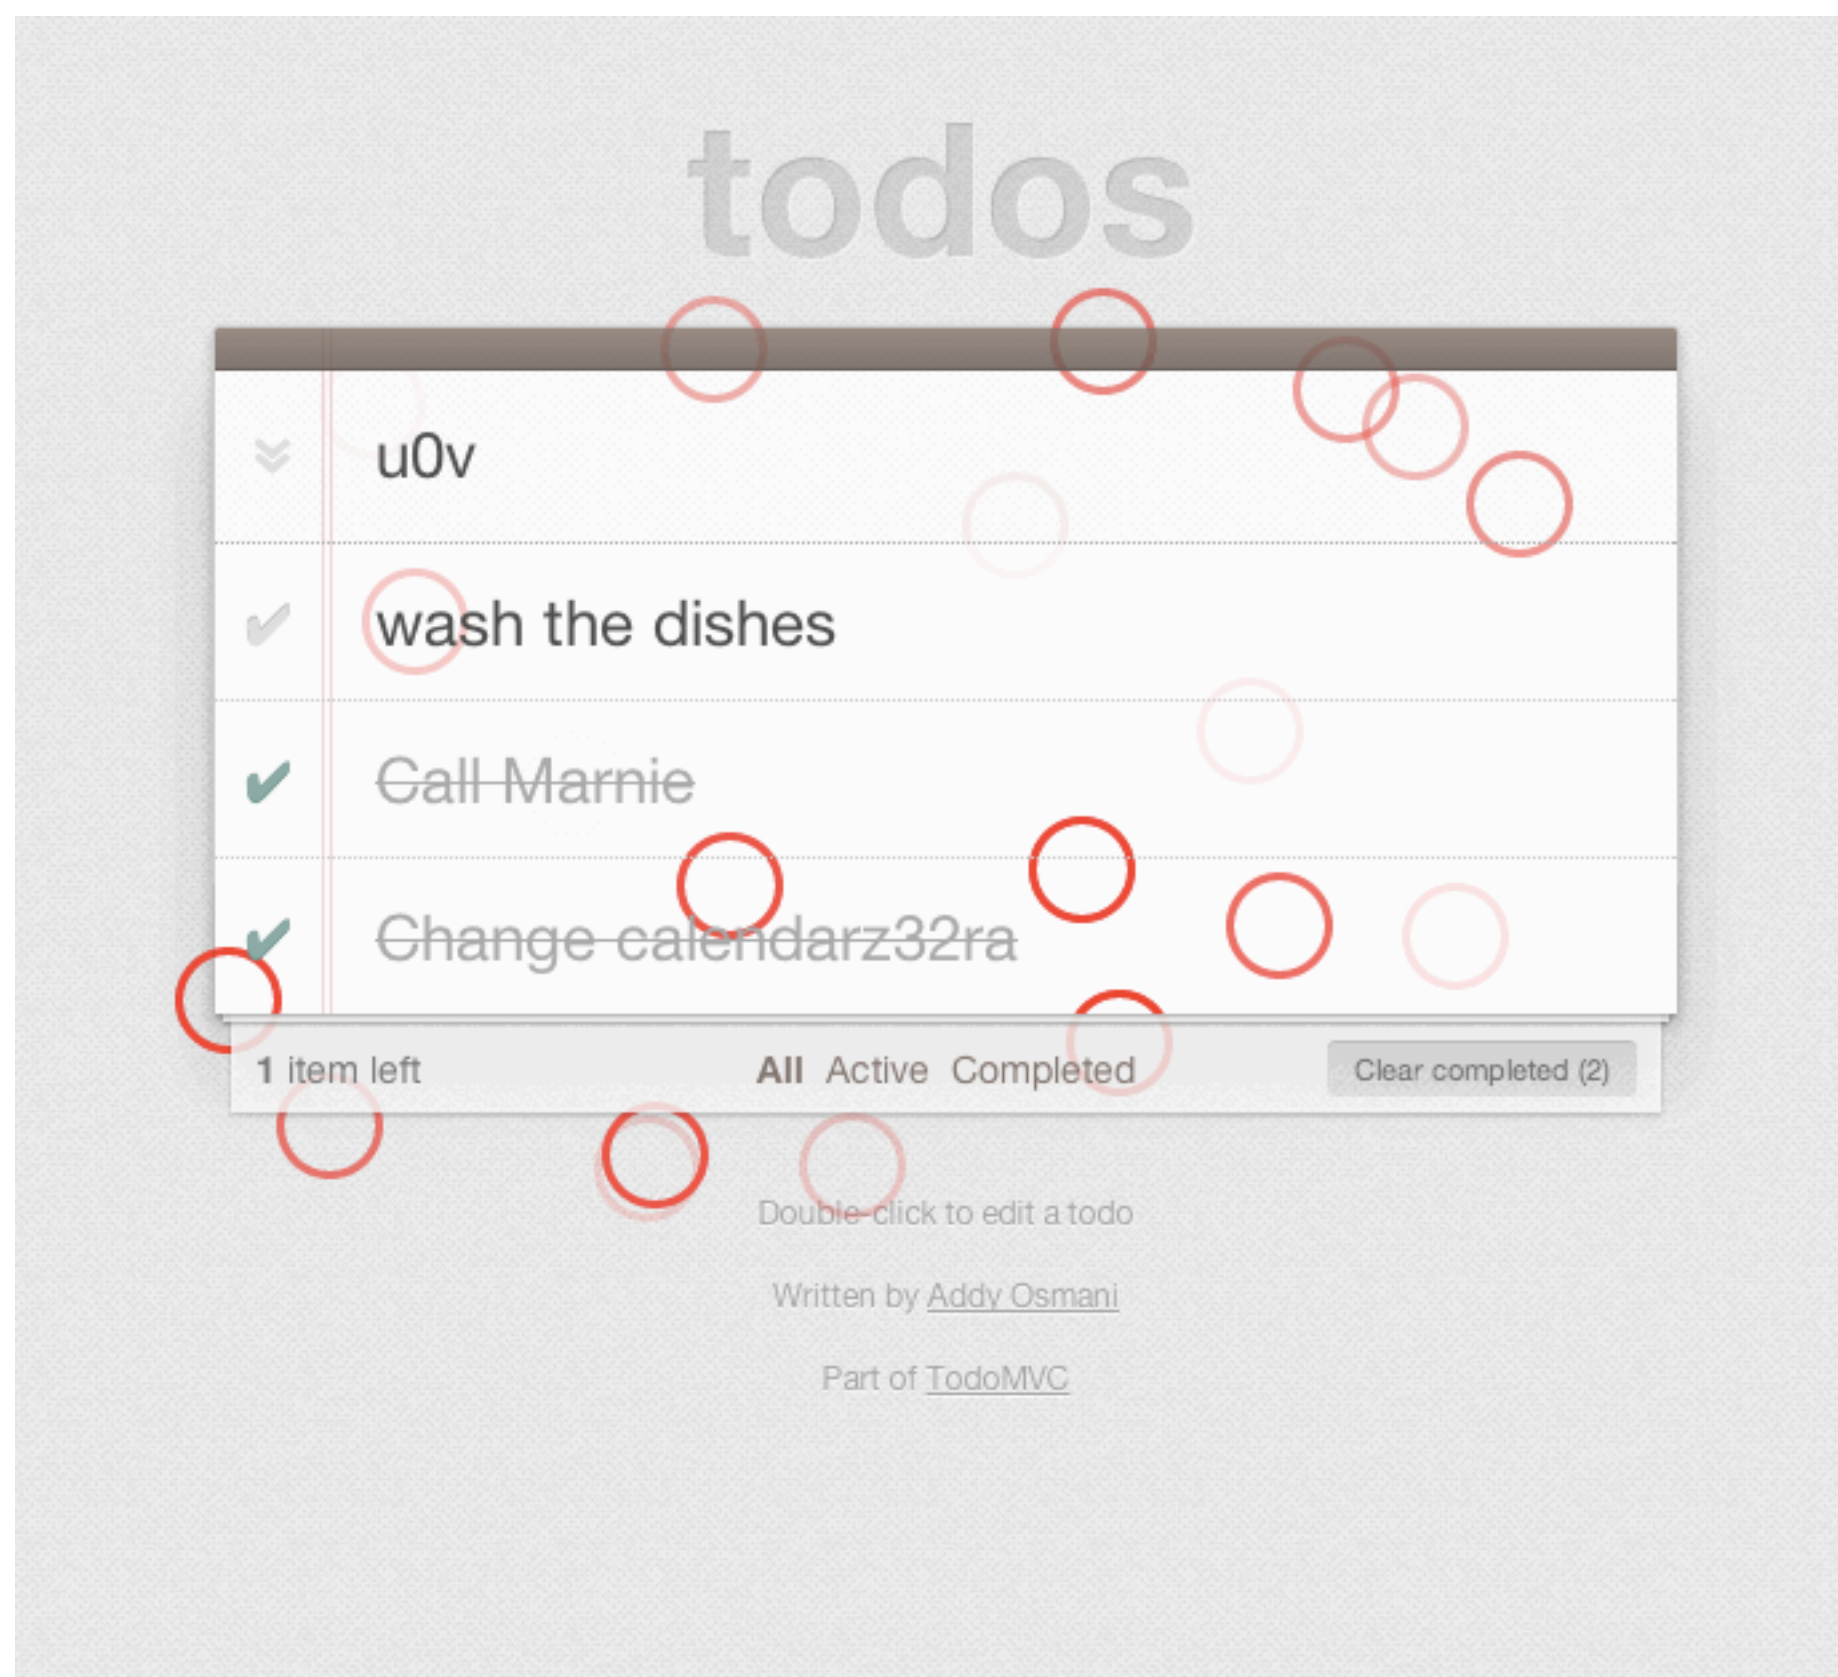 todos
u0v
wash the dishes
Call Marnie
Change calendarz32ra
1 item left All Active Completed Clear completed (2)
Double-click to edit a todo
Written by Addy Osmani
Part of TodoMVC